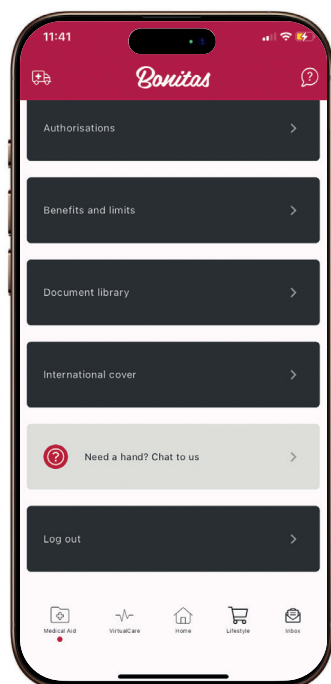 11:41
Bonitas
Authorisations
Benefits and limits
Document library
International cover
Need a hand? Chat to us
Log out
Medical Aid
VirtualCare
Home
Lifestyle
Inbox